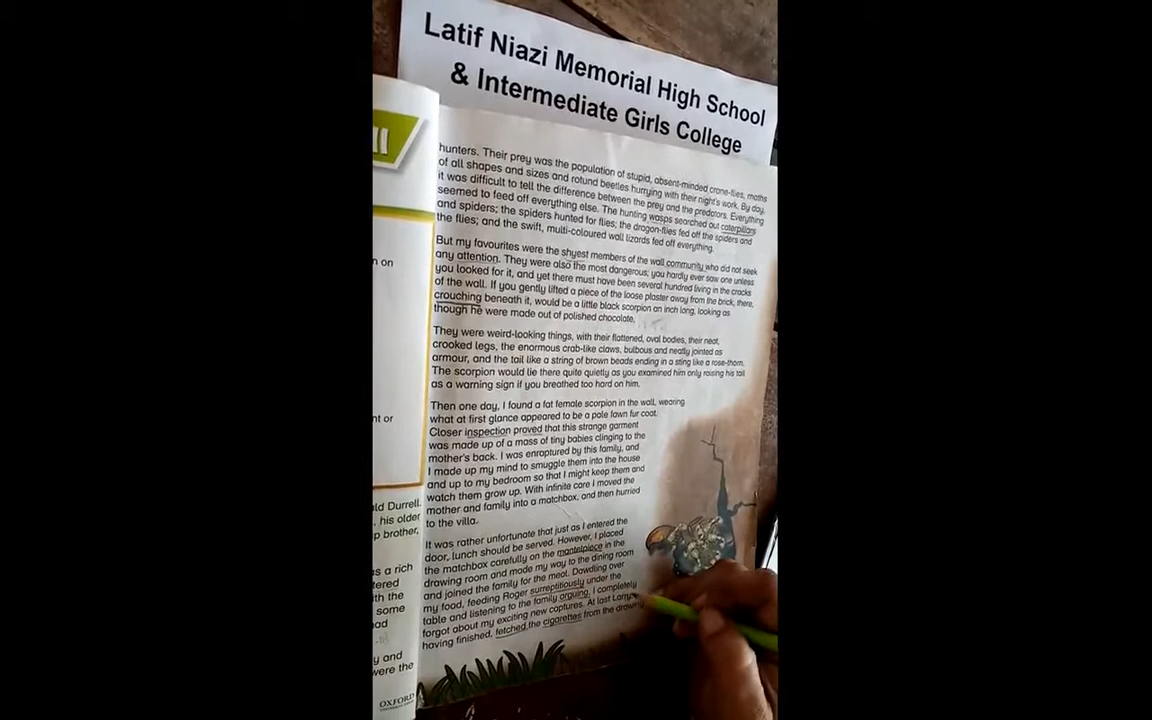 Latif Niazi Memorial High School
& Intermediate Girls College
ll
n on
nt or
ald Durrell.
, his older
p brother,
as a rich
tered
th the
some
ad
y and
were the
OXFORD
hunters. Their prey was the population of stupid, absent-minded crane-flies, moths
of all shapes and sizes and rotund beetles hurrying with their night's work. By day,
it was difficult to tell the difference between the prey and the predators. Everything
seemed to feed off everything else. The hunting wasps searched out caterpillars
and spiders; the spiders hunted for flies; the dragon-flies fed off the spiders and
the flies; and the swift, multi-coloured wall lizards fed off everything.
But my favourites were the shyest members of the wall community who did not seek
any attention. They were also the most dangerous; you hardly ever saw one unless
you looked for it, and yet there must have been several hundred living in the cracks
of the wall. If you gently lifted a piece of the loose plaster away from the brick, there,
crouching beneath it, would be a little black scorpion an inch long, looking as
though he were made out of polished chocolate.
They were weird-looking things, with their flattened, oval bodies, their neat,
crooked legs, the enormous crab-like claws, bulbous and neatly jointed as
armour, and the tail like a string of brown beads ending in a sting like a rose-thorn.
The scorpion would lie there quite quietly as you examined him only raising his tail
as a warning sign if you breathed too hard on him.
Then one day, I found a fat female scorpion in the wall, wearing
what at first glance appeared to be a pale fawn fur coat.
Closer inspection proved that this strange garment
was made up of a mass of tiny babies clinging to the
mother's back. I was enraptured by this family, and
I made up my mind to smuggle them into the house
and up to my bedroom so that I might keep them and
watch them grow up. With infinite care I moved the
mother and family into a matchbox, and then hurried
to the villa.
It was rather unfortunate that just as I entered the
door, lunch should be served. However, I placed
the matchbox carefully on the mantelpiece in the
drawing room and made my way to the dining room
and joined the family for the meal. Dawdling over
my food, feeding Roger surreptitiously under the
table and listening to the family arguing, I completely
forgot about my exciting new captures. At last Larry,
having finished, fetched the cigarettes from the drawing